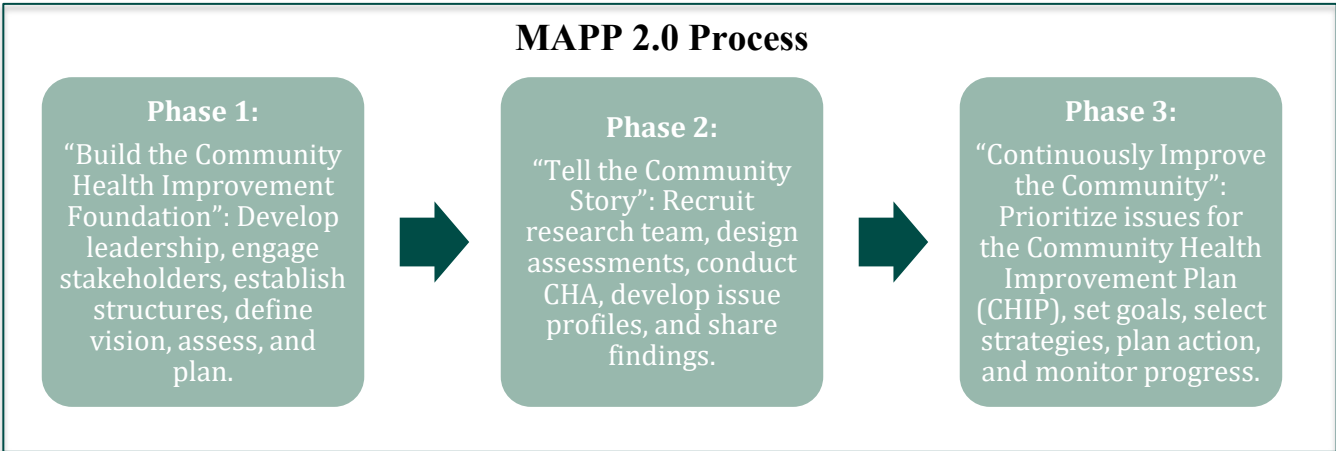 MAPP 2.0 Process
Phase 1:
“Build the Community
Health Improvement
Foundation”: Develop
leadership, engage
stakeholders, establish
structures, define
vision, assess, and
plan.
Phase 2:
“Tell the Community
Story”: Recruit
research team, design
assessments, conduct
CHA, develop issue
profiles, and share
findings.
Phase 3:
“Continuously Improve
the Community”:
Prioritize issues for
the Community Health
Improvement Plan
(CHIP), set goals, select
strategies, plan action,
and monitor progress.